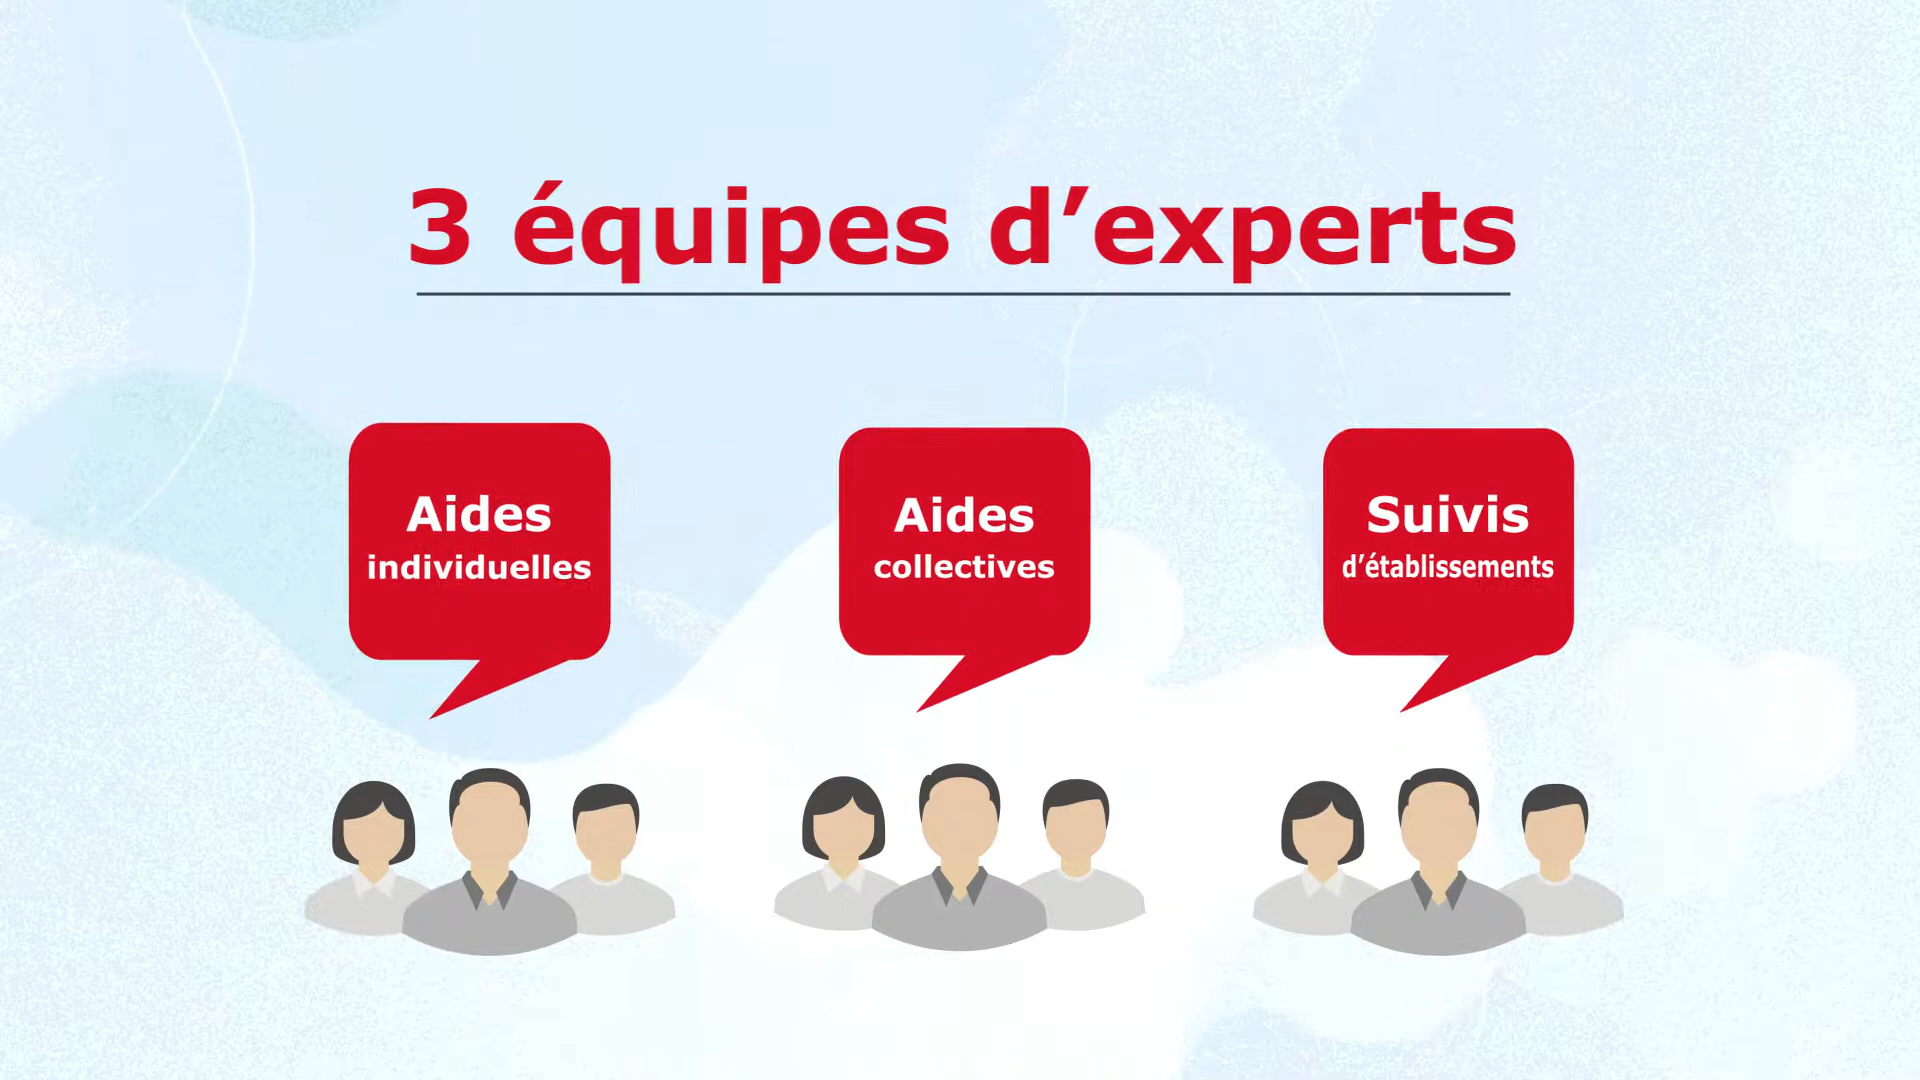 3 équipes d’experts
Aides
individuelles
Aides
collectives
Suivis
d’établissements